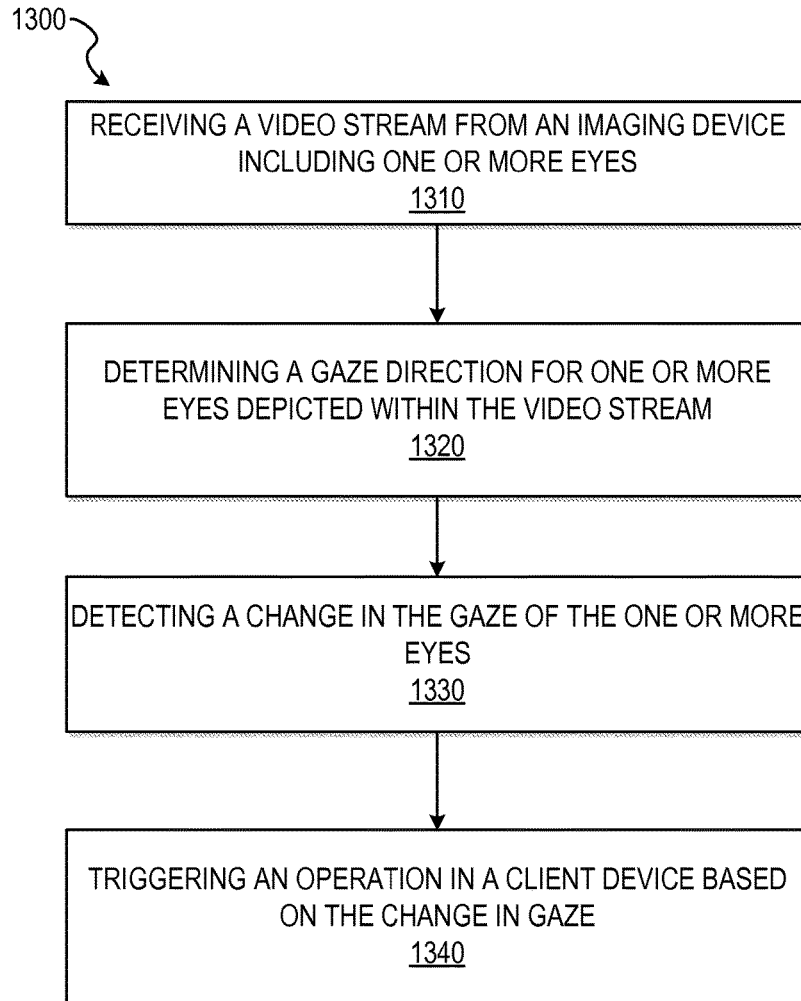 1300
RECEIVING A VIDEO STREAM FROM AN IMAGING DEVICE
INCLUDING ONE OR MORE EYES
1310
DETERMINING A GAZE DIRECTION FOR ONE OR MORE
EYES DEPICTED WITHIN THE VIDEO STREAM
1320
DETECTING A CHANGE IN THE GAZE OF THE ONE OR MORE
EYES
1330
TRIGGERING AN OPERATION IN A CLIENT DEVICE BASED
ON THE CHANGE IN GAZE
1340